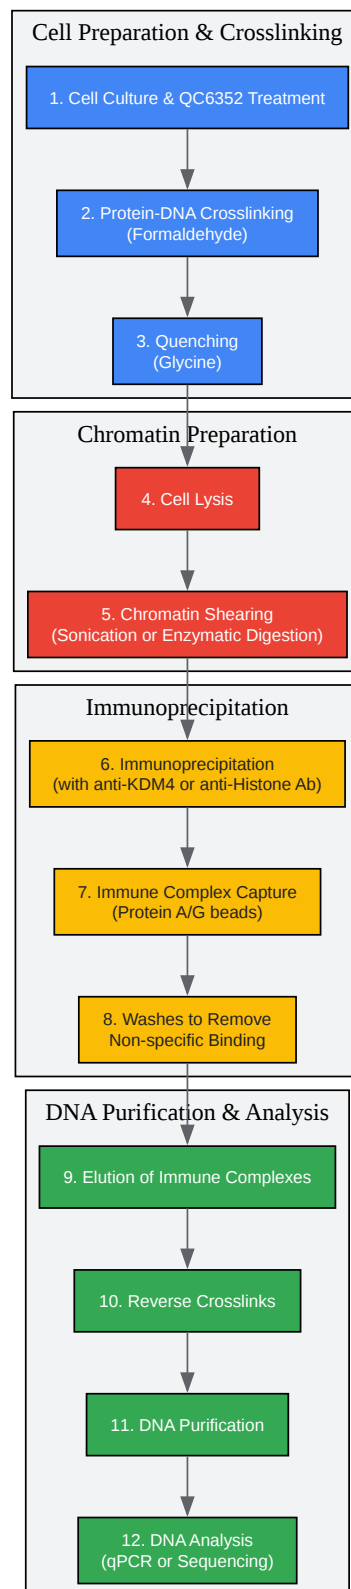 Cell Preparation & Crosslinking
1. Cell Culture & QC6352 Treatment
2. Protein-DNA Crosslinking
(Formaldehyde)
3. Quenching
(Glycine)
Chromatin Preparation
4. Cell Lysis
5. Chromatin Shearing
(Sonication or Enzymatic Digestion)
Immunoprecipitation
6. Immunoprecipitation
(with anti-KDM4 or anti-Histone Ab)
7. Immune Complex Capture
(Protein A/G beads)
8. Washes to Remove
Non-specific Binding
DNA Purification & Analysis
9. Elution of Immune Complexes
10. Reverse Crosslinks
11. DNA Purification
12. DNA Analysis
(qPCR or Sequencing)